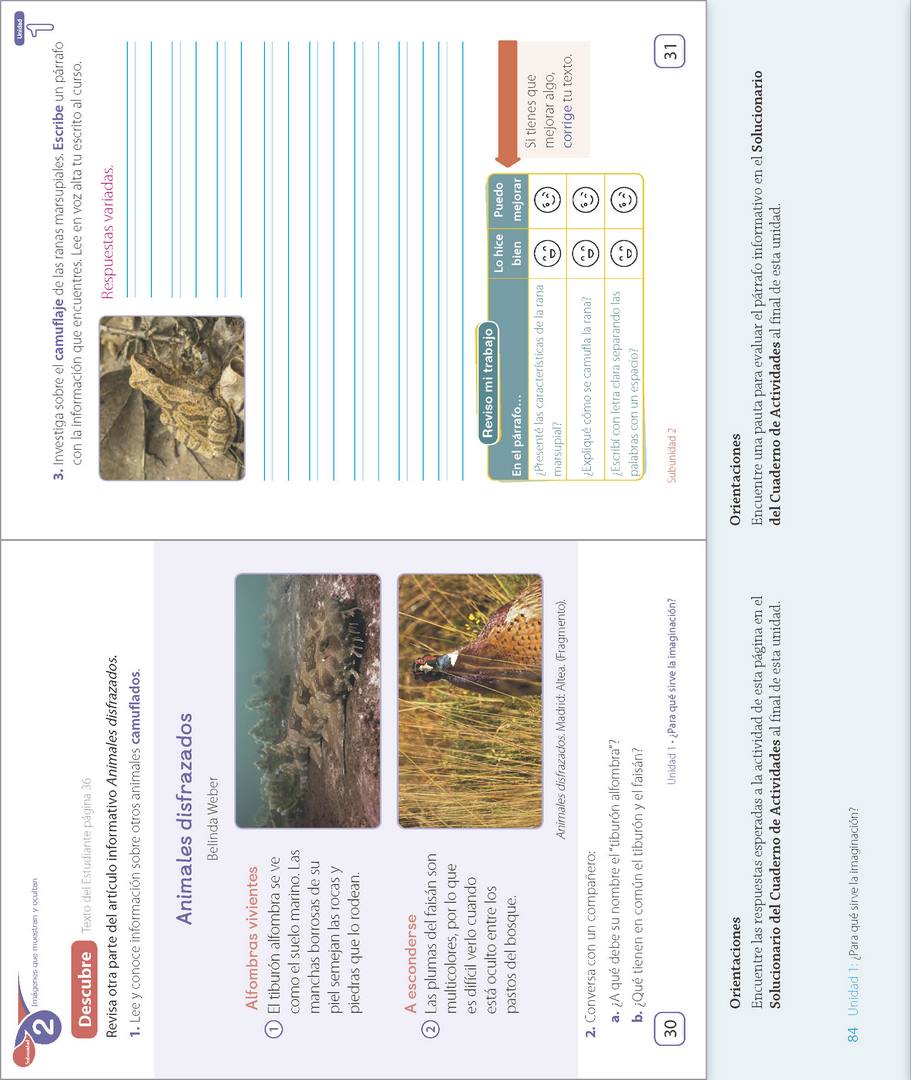 Subunidad
2
Imágenes que muestran y ocultan
Descubre
Texto del Estudiante página 36
Revisa otra parte del artículo informativo Animales disfrazados.
1. Lee y conoce información sobre otros animales camuflados.
Animales disfrazados
Belinda Weber
Alfombras vivientes
1 El tiburón alfombra se ve
como el suelo marino. Las
manchas borrosas de su
piel semejan las rocas y
piedras que lo rodean.
A esconderse
2 Las plumas del faisán son
multicolores, por lo que
es difícil verlo cuando
está oculto entre los
pastos del bosque.
Animales disfrazados. Madrid: Altea. (Fragmento).
2. Conversa con un compañero:
a. ¿A qué debe su nombre el "tiburón alfombra"?
b. ¿Qué tienen en común el tiburón y el faisán?
30
Unidad 1 • ¿Para qué sirve la imaginación?
Unidad
1
3. Investiga sobre el camuflaje de las ranas marsupiales. Escribe un párrafo
con la información que encuentres. Lee en voz alta tu escrito al curso.
Respuestas variadas.
Reviso mi trabajo
En el párrafo...
Lo hice
bien
Puedo
mejorar
¿Presenté las características de la rana
marsupial?
¿Expliqué cómo se camufla la rana?
¿Escribí con letra clara separando las
palabras con un espacio?
Si tienes que
mejorar algo,
corrige tu texto.
Subunidad 2
31
Orientaciones
Encuentre las respuestas esperadas a la actividad de esta página en el
Solucionario del Cuaderno de Actividades al final de esta unidad.
Orientaciones
Encuentre una pauta para evaluar el párrafo informativo en el Solucionario
del Cuaderno de Actividades al final de esta unidad.
84 Unidad 1: ¿Para qué sirve la imaginación?